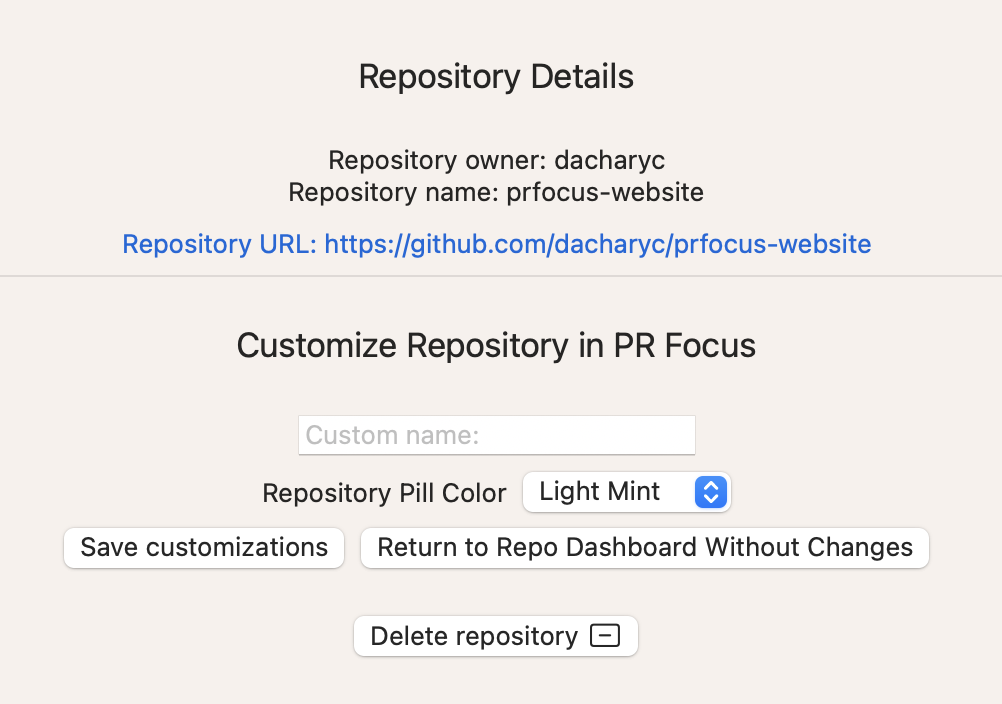 Repository Details
Repository owner: dacharyc
Repository name: prfocus-website
Repository URL: https://github.com/dacharyc/prfocus-website
Customize Repository in PR Focus
Custom name:
Repository Pill Color Light Mint
Save customizations Return to Repo Dashboard Without Changes
Delete repository